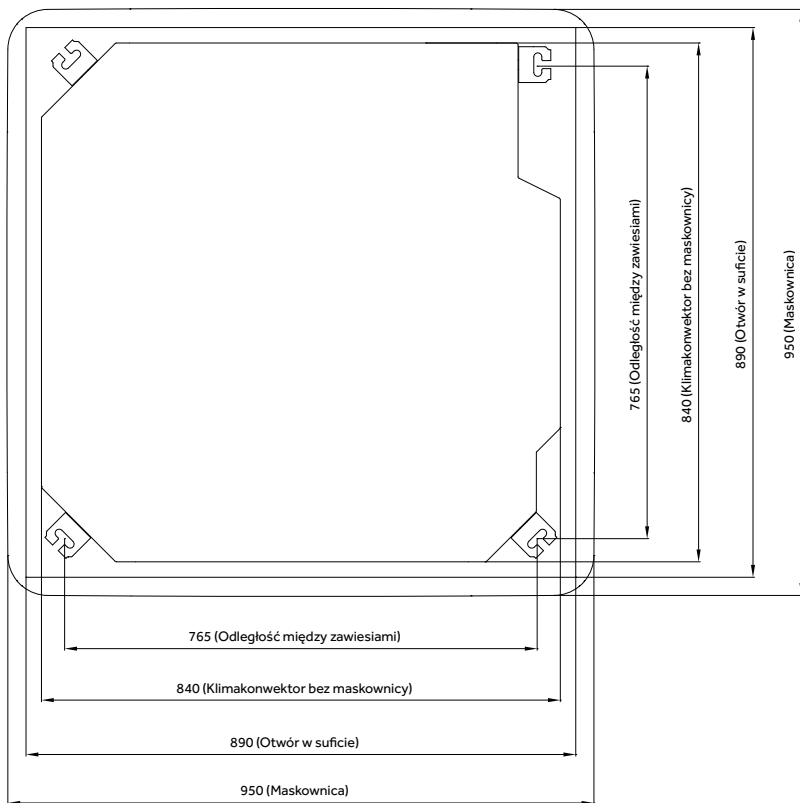 765 (Odległość między zawiesiami)
840 (Klimakonwektor bez maskownicy)
890 (Otwór w suficie)
950 (Maskownica)
765 (Odległość między zawiesiami)
840 (Klimakonwektor bez maskownicy)
890 (Otwór w suficie)
950 (Maskownica)